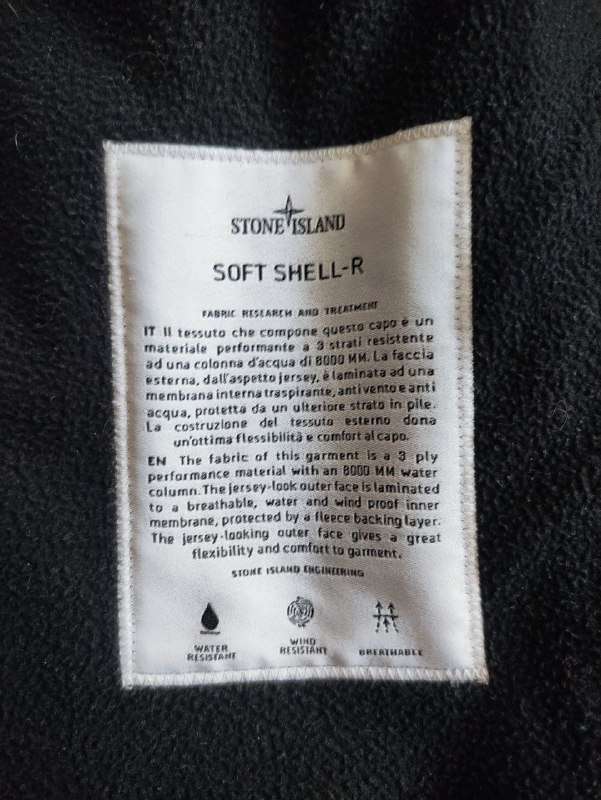 STONE ISLAND
SOFT SHELL-R
FABRIC RESEARCH AND TREATMENT
IT Il tessuto che compone questo capo è un
materiale performante a 3 strati resistente
ad una colonna d'acqua di 8000 MM. La faccia
esterna, dall'aspetto jersey, è laminata ad una
membrana interna traspirante, antivento e anti
acqua, protetta da un ulteriore strato in pile.
La costruzione del tessuto esterno dona
un'ottima flessibilità e comfort al capo.
EN The fabric of this garment is a 3 ply
performance material with an 8000 MM water
column. The jersey-look outer face is laminated
to a breathable, water and wind proof inner
membrane, protected by a fleece backing layer.
The jersey-looking outer face gives a great
flexibility and comfort to garment.
STONE ISLAND ENGINEERING
WATER
RESISTANT
WIND
RESISTANT
BREATHABLE